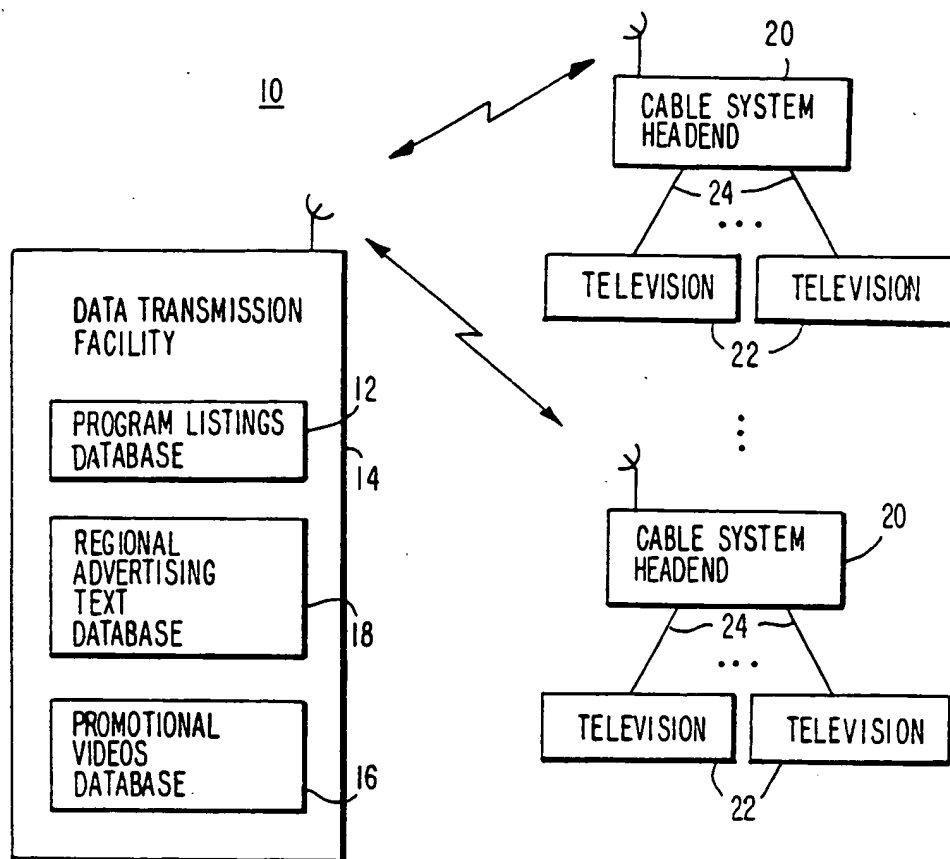 10
DATA TRANSMISSION
FACILITY
PROGRAM LISTINGS
DATABASE
12
14
REGIONAL
ADVERTISING
TEXT
DATABASE
18
PROMOTIONAL
VIDEOS
DATABASE
16
20
CABLE SYSTEM
HEADEND
24
...
TELEVISION
TELEVISION
22
CABLE SYSTEM
HEADEND
20
24
...
TELEVISION
TELEVISION
22